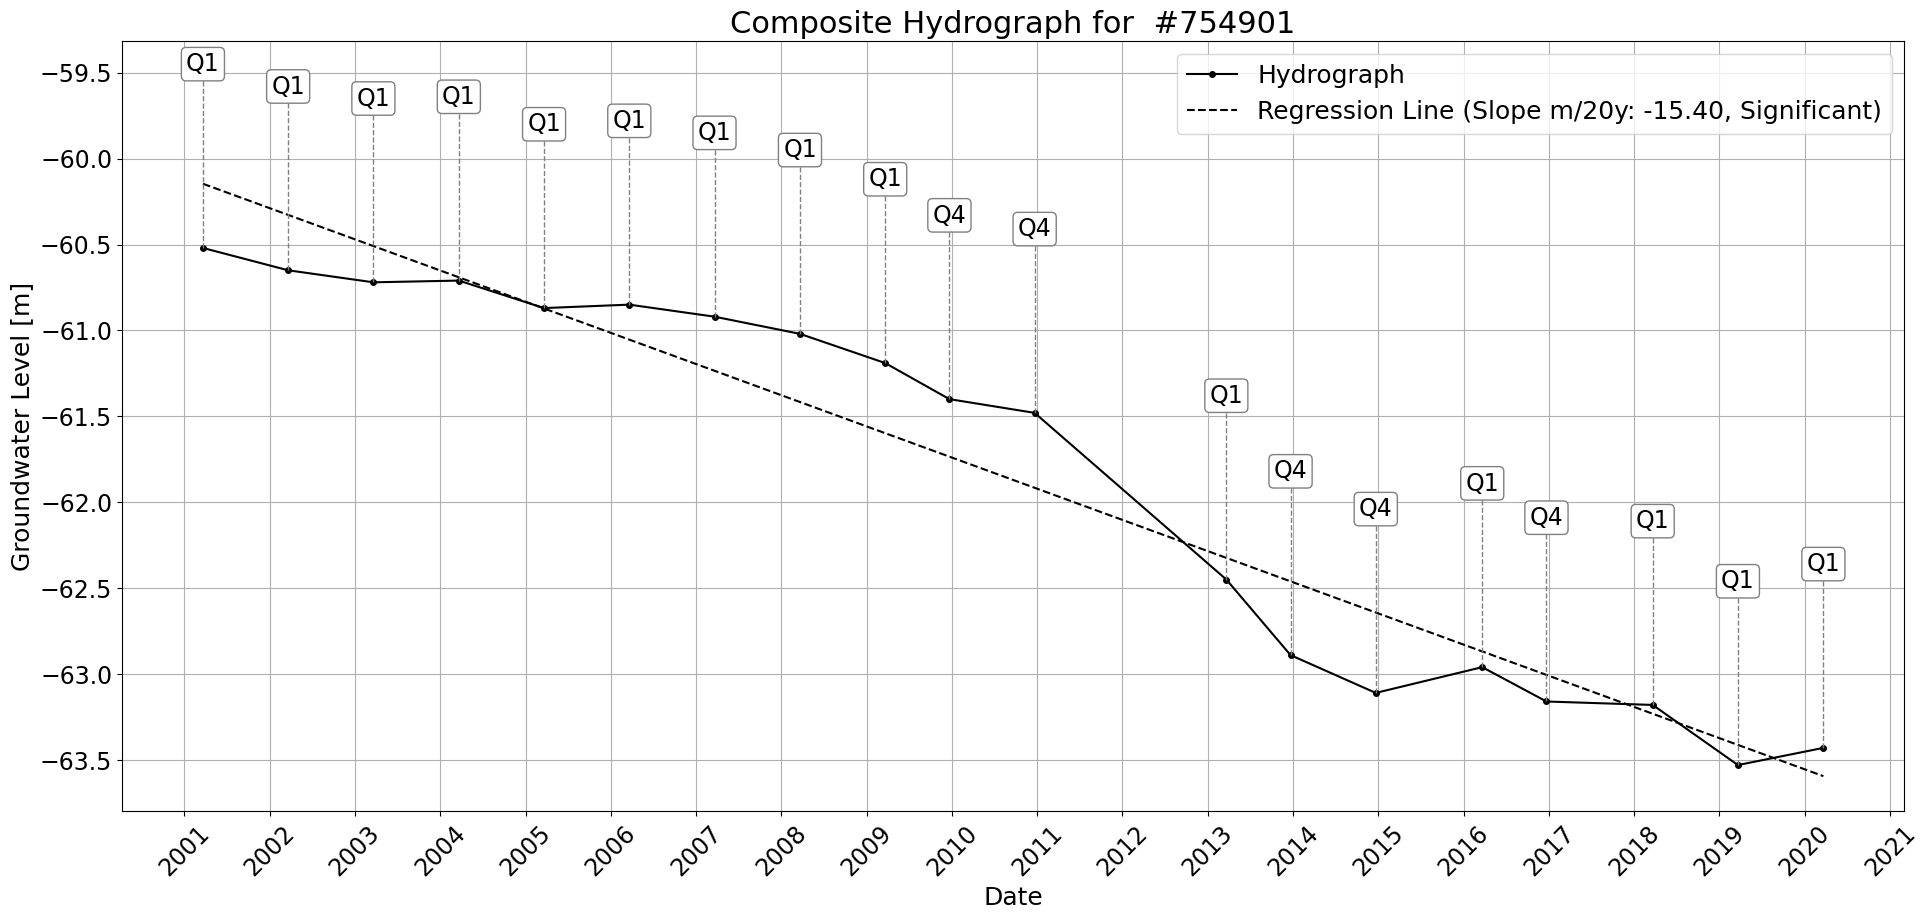 Composite Hydrograph for  #754901
Hydrograph
Regression Line (Slope m/20y: -15.40, Significant)
Q1
Q1
Q1
Q1
Q1
Q1
Q1
Q1
Q1
Q4
Q4
Q1
Q4
Q4
Q1
Q4
Q1
Q1
Q1
Groundwater Level [m]
−59.5
−60.0
−60.5
−61.0
−61.5
−62.0
−62.5
−63.0
−63.5
2001
2002
2003
2004
2005
2006
2007
2008
2009
2010
2011
2012
2013
2014
2015
2016
2017
2018
2019
2020
2021
Date